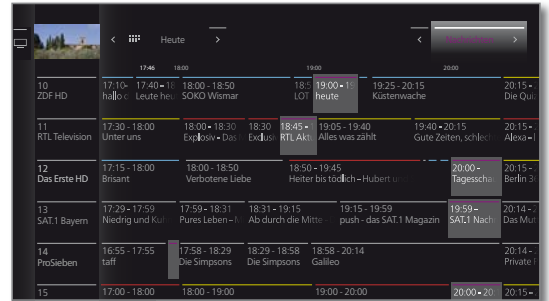 Heute
Nachrichten
17:46 18:00 19:00 20:00
10 17:10- 17:40 - 18 18:00 - 18:50 18:5 19:00 - 19 19:25 - 20:15 20:15 -
ZDF HD hallo Leute heu SOKO Wismar LOT heute Küstenwache Die Qui
11 17:30 - 18:00 18:00 - 18:30 18:30 18:45 - 19:05 - 19:40 19:40 - 20:15 20:15 -
RTL Television Unter uns Explosiv - Das Exclusi RTL Akt Alles was zählt Gute Zeiten, schlech Alexa - I
12 17:15 - 18:00 18:00 - 18:50 18:50 - 19:45 20:00 - 20:15 -
Das Erste HD Brisant Verbotene Liebe Heiter bis tödlich - Hubert u Tagesscha Berlin 3
13 17:29 - 17:59 17:59 - 18:31 18:31 - 19:15 19:15 - 19:59 19:59 - 20:14 - 2
SAT.1 Bayern Niedrig und Ku Pures Leben - M Ab durch die Mitte - push - das SAT.1 Magazin SAT.1 Nach Das Mut
14 16:55 - 17:55 17:58 - 18:29 18:29 - 18:58 18:58 - 20:14 20:14 -
ProSieben taff Die Simpsons Die Simpsons Galileo Private
15 17:00 - 18:00 18:00 - 19:00 19:00 - 20:00 20:00 - 20 20:15 -